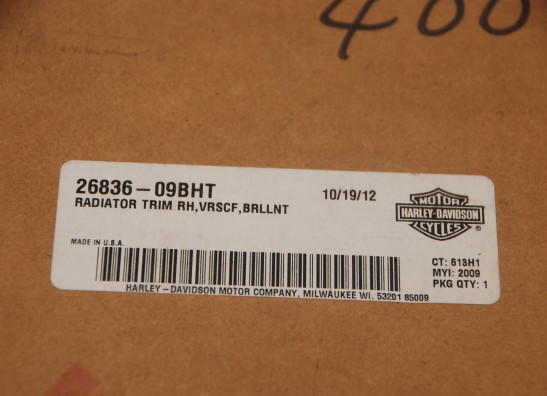 400
26836-09BHT
10/19/12
RADIATOR TRIM RH,VRSCF,BRLLNT
MOTOR
HARLEY-DAVIDSON
CYCLES
®
MADE IN U.S.A.
CT: 613H1
MYI: 2009
PKG QTY: 1
HARLEY-DAVIDSON MOTOR COMPANY, MILWAUKEE WI. 53201 85009